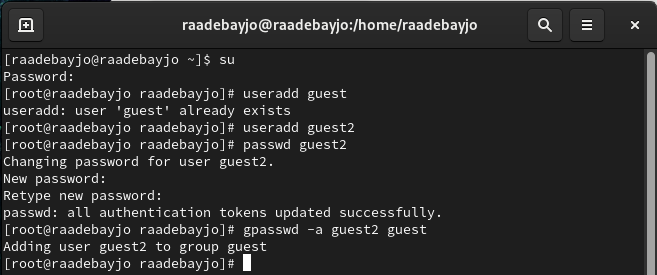 raadebayjo@raadebayjo:/home/raadebayjo
[raadebayjo@raadebayjo ~]$ su
Password:
[root@raadebayjo raadebayjo]# useradd guest
useradd: user 'guest' already exists
[root@raadebayjo raadebayjo]# useradd guest2
[root@raadebayjo raadebayjo]# passwd guest2
Changing password for user guest2.
New password:
Retype new password:
passwd: all authentication tokens updated successfully.
[root@raadebayjo raadebayjo]# gpasswd -a guest2 guest
Adding user guest2 to group guest
[root@raadebayjo raadebayjo]#